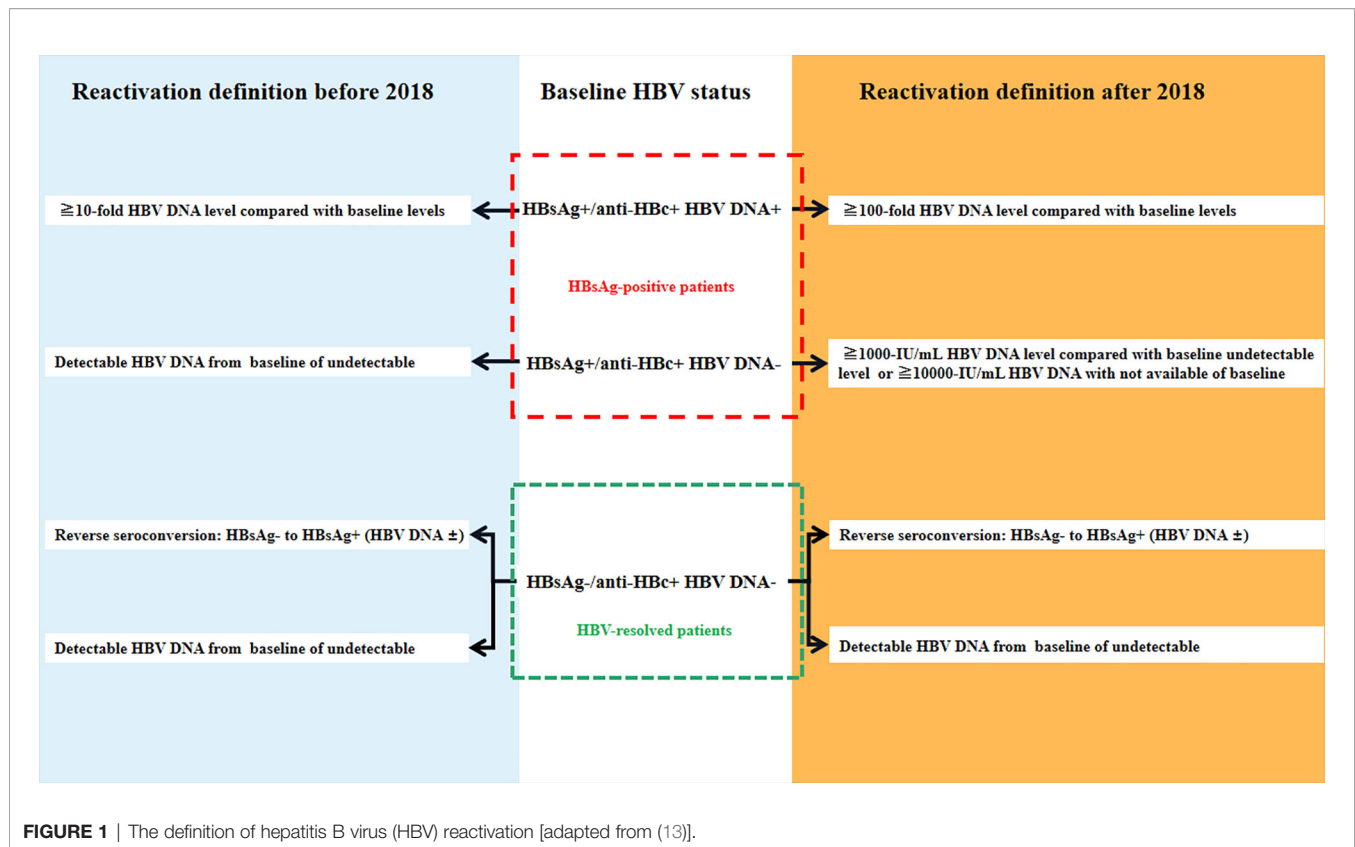 Reactivation definition before 2018
Baseline HBV status
Reactivation definition after 2018
≧10-fold HBV DNA level compared with baseline levels
HBsAg+/anti-HBc+ HBV DNA+
≧100-fold HBV DNA level compared with baseline levels
HBsAg-positive patients
Detectable HBV DNA from baseline of undetectable
HBsAg+/anti-HBc+ HBV DNA-
≧1000-IU/mL HBV DNA level compared with baseline undetectable
level or ≧10000-IU/mL HBV DNA with not available of baseline
Reverse seroconversion: HBsAg- to HBsAg+ (HBV DNA ±)
Reverse seroconversion: HBsAg- to HBsAg+ (HBV DNA ±)
HBsAg-/anti-HBc+ HBV DNA-
HBV-resolved patients
Detectable HBV DNA from baseline of undetectable
Detectable HBV DNA from baseline of undetectable
FIGURE 1 | The definition of hepatitis B virus (HBV) reactivation [adapted from (13)].